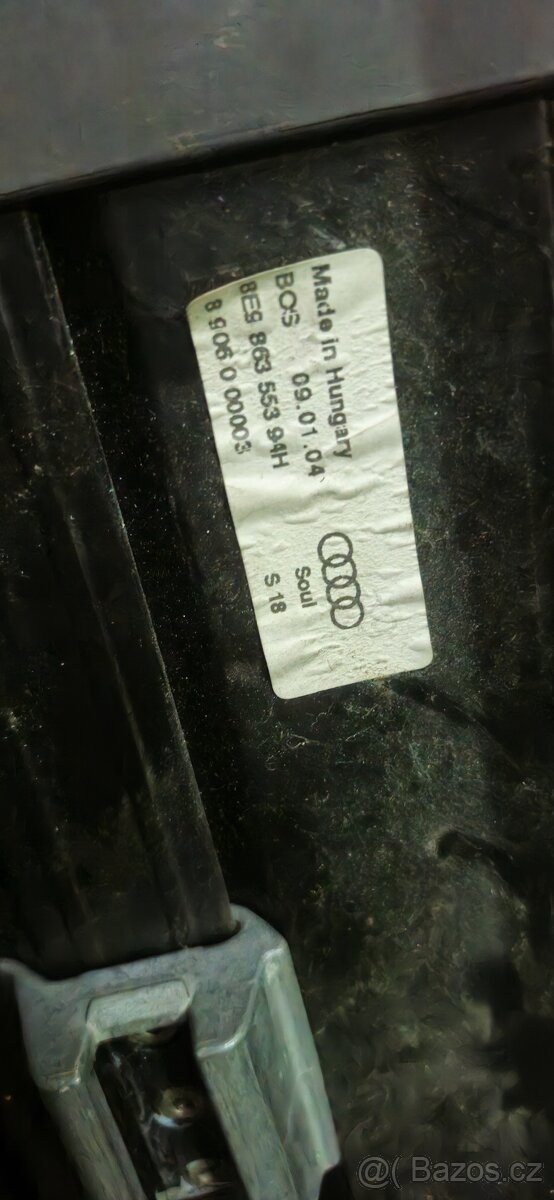 Made in Hungary
BOS 09.01.04
8E9 863 553 94H
8 906 0 00003
Soul
S 18
@( Bazos.cz